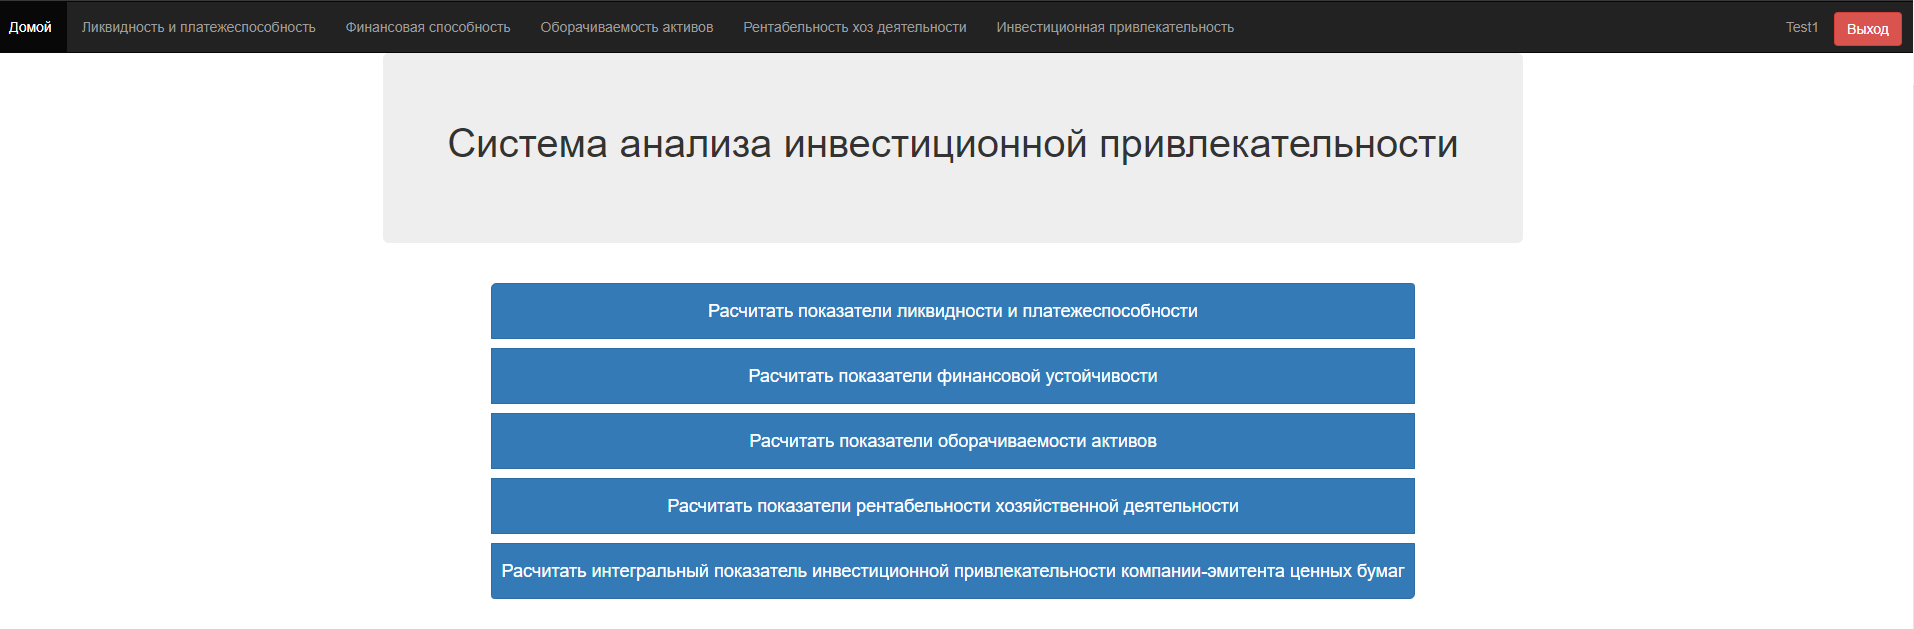 Домой Ликвидность и платежеспособность Финансовая способность Оборачиваемость активов Рентабельность хоз деятельности Инвестиционная привлекательность Test1 Выход
Система анализа инвестиционной привлекательности
Расчитать показатели ликвидности и платежеспособности
Расчитать показатели финансовой устойчивости
Расчитать показатели оборачиваемости активов
Расчитать показатели рентабельности хозяйственной деятельности
Расчитать интегральный показатель инвестиционной привлекательности компании-эмитента ценных бумаг